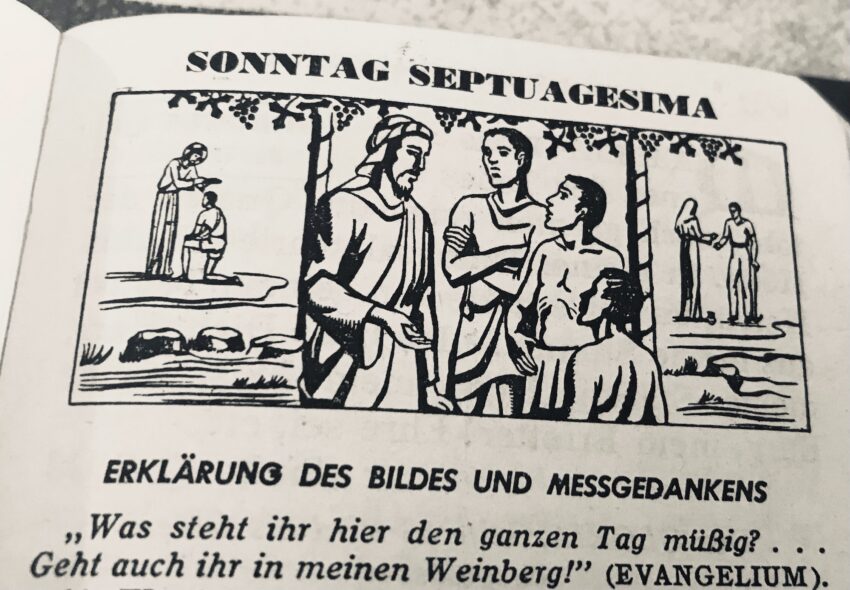 SONNTAG SEPTUAGESIMA
ERKLÄRUNG DES BILDES UND MESSGEDANKENS
„Was steht ihr hier den ganzen Tag müßig? . . .
Geht auch ihr in meinen Weinberg!" (EVANGELIUM).